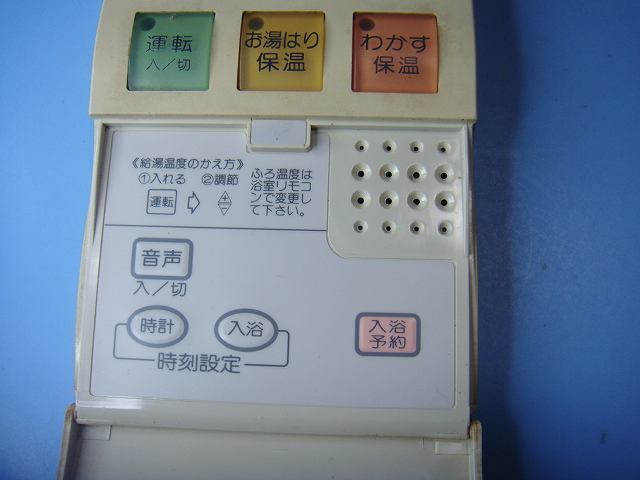 運転
入／切
お湯はり
保温
わかす
保温
《給湯温度のかえ方》
①入れる ②調節
運転
ふろ温度は
浴室リモコ
ンで変更し
て下さい。
音声
入／切
時計
入浴
時刻設定
入浴
予約